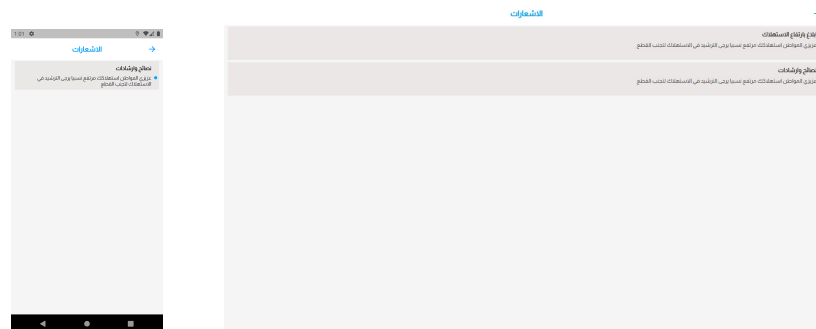 1:01
الاشعارات
نصائح وارشادات
عزيزي المواطن استهلاكك مرتفع نسبيا يرجى الترشيد في
الاستهلاك لتجنب القطع
الاشعارات
ابلاغ بارتفاع الاستهلاك
عزيزي المواطن استهلاكك مرتفع نسبيا يرجى الترشيد في الاستهلاك لتجنب القطع
نصائح وارشادات
عزيزي المواطن استهلاكك مرتفع نسبيا يرجى الترشيد في الاستهلاك لتجنب القطع